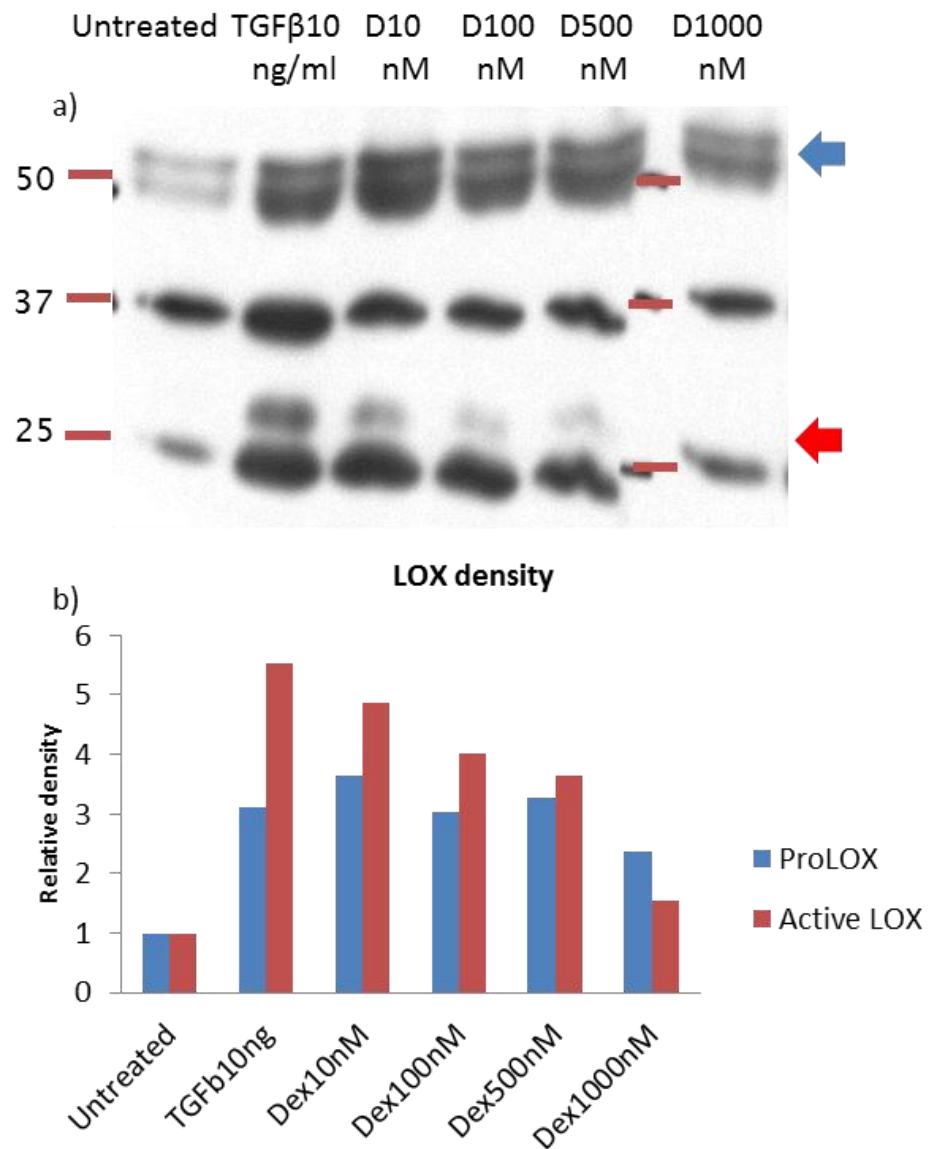 Untreated TGFβ10 D10 D100 D500 D1000
ng/ml nM nM nM nM
a)
50
37
25
LOX density
b)
Relative density
6
5
4
3
2
1
0
ProLOX
Active LOX
Untreated
TGFb10ng
Dex10nM
Dex100nM
Dex500nM
Dex1000nM